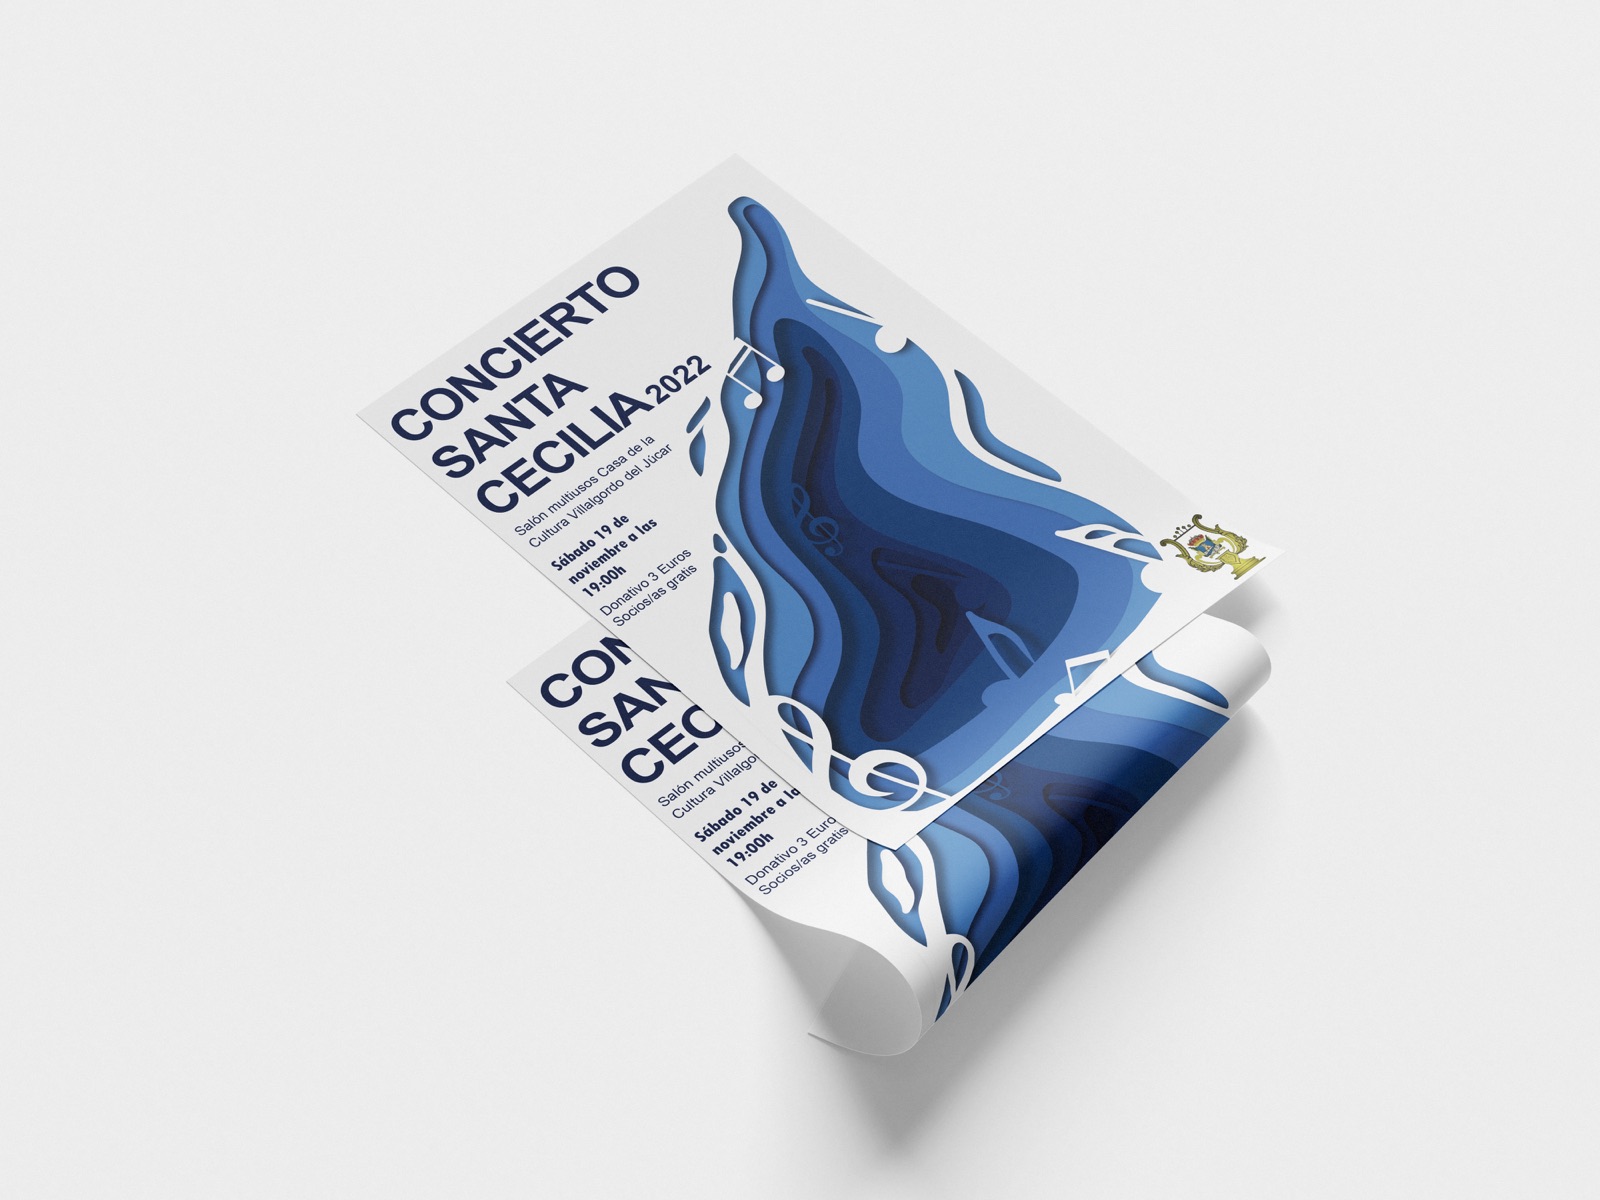 CONCIERTO
SANTA
CECILIA 2022
Salón multiusos Casa de la
Cultura Villalgordo del Júcar
Sábado 19 de
noviembre a las
19:00h
Donativo 3 Euros
Socios/as gratis
CON
SAN
CEC
Salón multiusos
Cultura Villalgo
Sábado 19 de
noviembre a la
19:00h
Donativo 3 Euro
Socios/as gratis